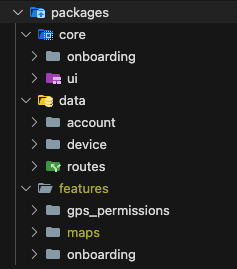 packages
core
onboarding
ui
data
account
device
routes
features
gps_permissions
maps
onboarding